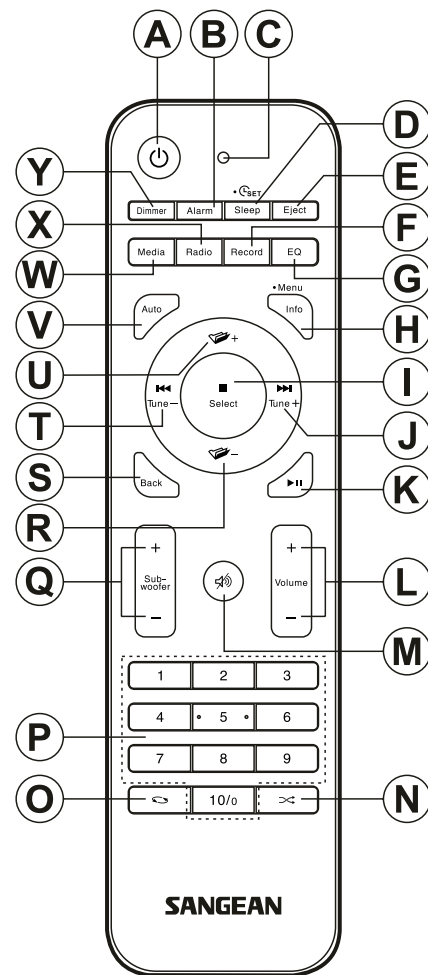 A B C
D
• SET
Y E
Dimmer Alarm Sleep Eject
X F
Media Radio Record EQ
W G
• Menu
V Auto Info H
U +
I
Select
T Tune− Tune+ J
S Back K
R −
+ +
Q Sub-woofer Volume L
− −
M
1 2 3
P 4 • 5 • 6
7 8 9
O 10/0 N
SANGEAN